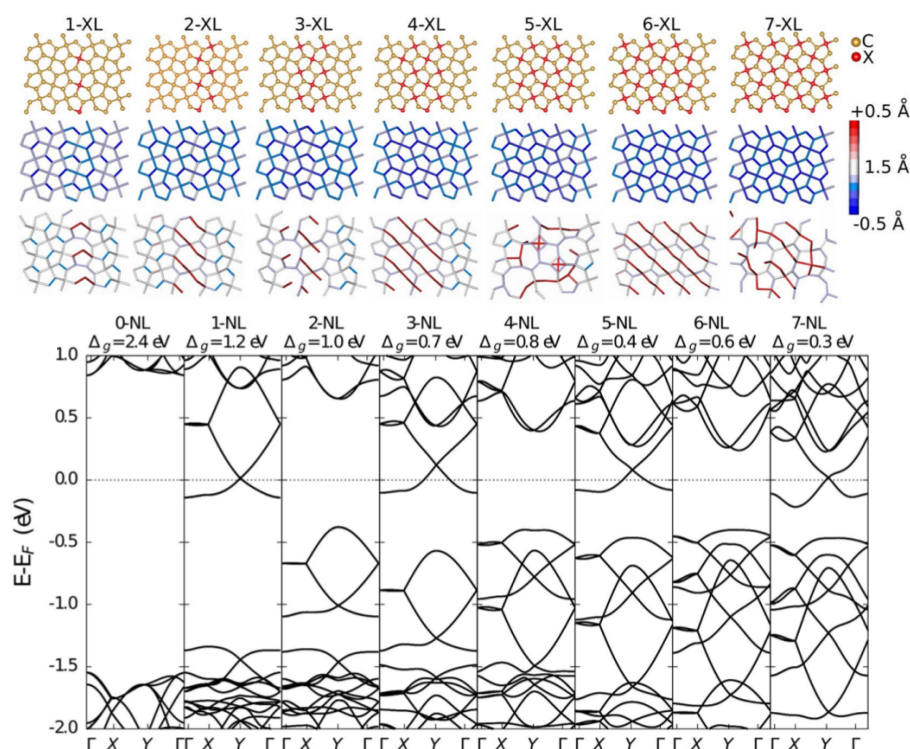 1-XL 2-XL 3-XL 4-XL 5-XL 6-XL 7-XL
C
X
+0.5 Å
1.5 Å
-0.5 Å
0-NL 1-NL 2-NL 3-NL 4-NL 5-NL 6-NL 7-NL
Δg=2.4 eV Δg=1.2 eV Δg=1.0 eV Δg=0.7 eV Δg=0.8 eV Δg=0.4 eV Δg=0.6 eV Δg=0.3 eV
1.0
0.5
0.0
-0.5
-1.0
-1.5
-2.0
E-EF (eV)
Γ X Y Γ Γ X Y Γ Γ X Y Γ Γ X Y Γ Γ X Y Γ Γ X Y Γ Γ X Y Γ Γ X Y Γ